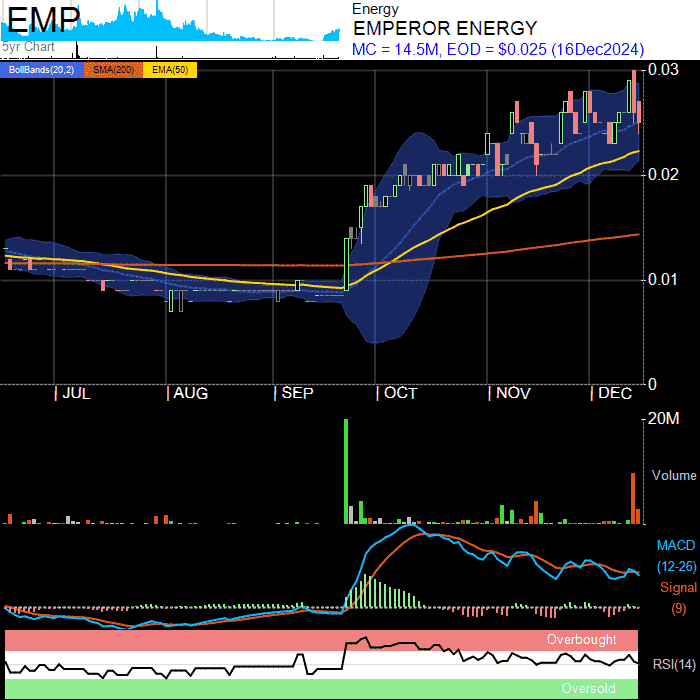 EMP
5yr Chart
Energy
EMPEROR ENERGY
MC = 14.5M, EOD = $0.025 (16Dec2024)
BollBands(20,2) SMA(200) EMA(50)
0.03
0.02
0.01
0
JUL AUG SEP OCT NOV DEC
20M
Volume
MACD
(12-26)
Signal
(9)
Overbought
RSI(14)
Oversold